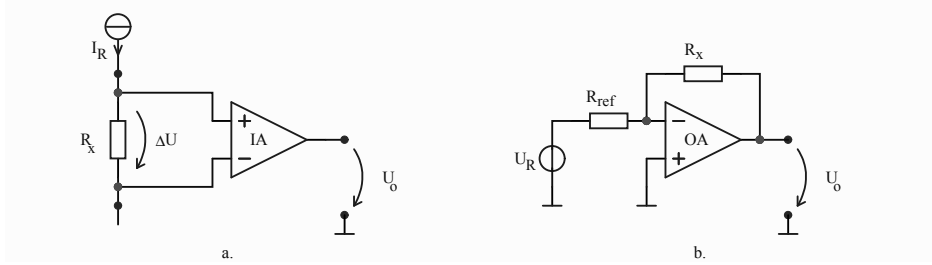 I_R
R_x
ΔU
+
IA
−
U_o
a.
R_x
R_ref
U_R
−
OA
+
U_o
b.